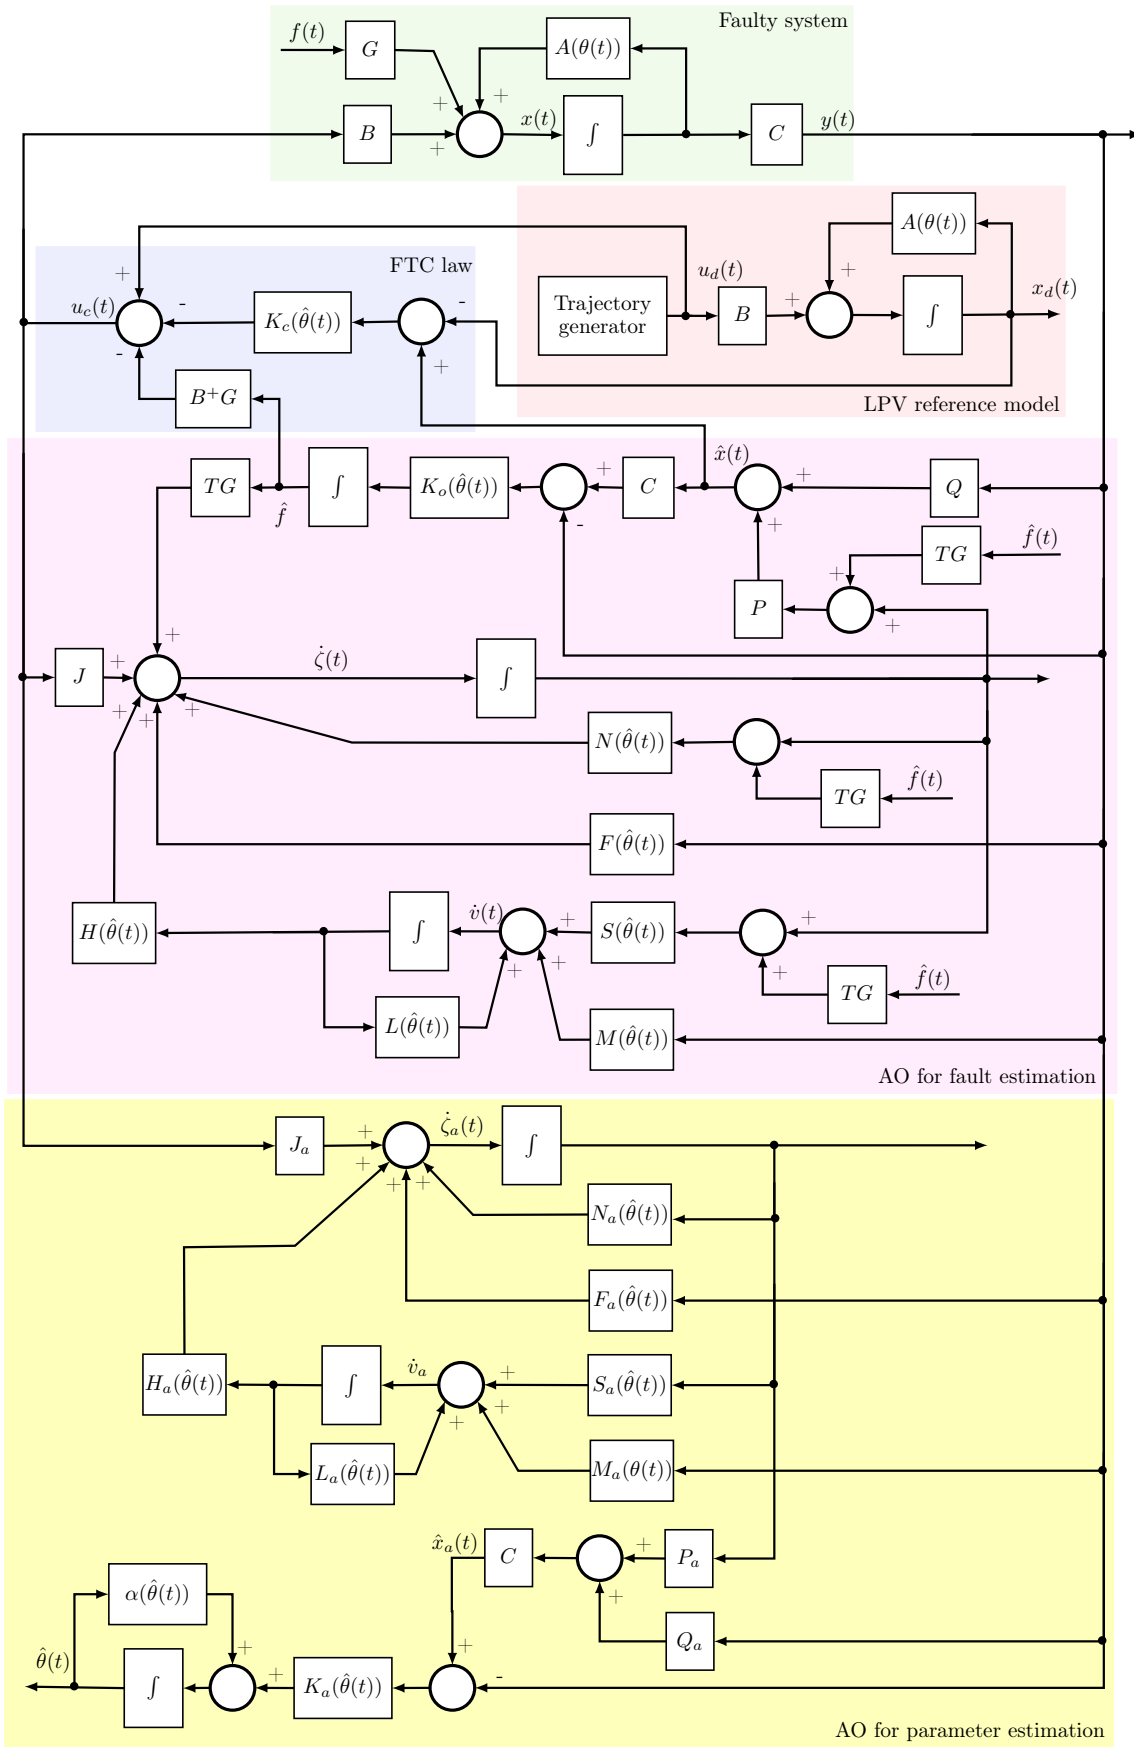 Faulty system
f(t)
G
A(θ(t))
+
+
B
+
x(t)
∫
C
y(t)
A(θ(t))
+
FTC law
u_d(t)
x_d(t)
+
u_c(t)
-
K_c(θ̂(t))
-
Trajectory
generator
B
+
∫
-
+
B⁺G
LPV reference model
x̂(t)
TG
f̂
∫
K_o(θ̂(t))
+
C
+
Q
-
+
TG
f̂(t)
+
P
+
+
J
+
ζ̇(t)
∫
+
+
+
N(θ̂(t))
TG
f̂(t)
F(θ̂(t))
H(θ̂(t))
∫
v̇(t)
+
S(θ̂(t))
+
+
+
+
TG
f̂(t)
L(θ̂(t))
M(θ̂(t))
AO for fault estimation
J_a
+
ζ̇_a(t)
∫
+
+
+
N_a(θ̂(t))
F_a(θ̂(t))
H_a(θ̂(t))
∫
v̇_a
+
S_a(θ̂(t))
+
+
L_a(θ̂(t))
M_a(θ(t))
x̂_a(t)
C
+
P_a
α(θ̂(t))
+
Q_a
θ̂(t)
+
+
∫
+
K_a(θ̂(t))
-
AO for parameter estimation